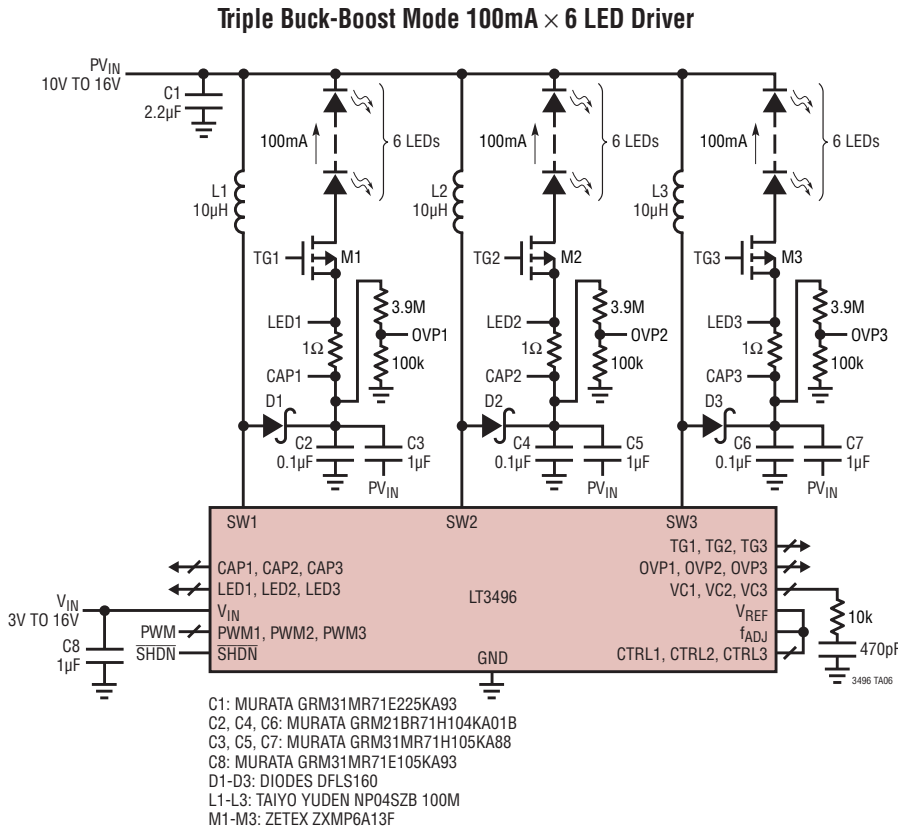 Triple Buck-Boost Mode 100mA × 6 LED Driver
PVIN
10V TO 16V
C1
2.2µF
100mA
6 LEDs
100mA
6 LEDs
100mA
6 LEDs
L1
10µH
L2
10µH
L3
10µH
TG1
M1
TG2
M2
TG3
M3
3.9M
3.9M
3.9M
LED1
OVP1
LED2
OVP2
LED3
OVP3
1Ω
100k
1Ω
100k
1Ω
100k
CAP1
CAP2
CAP3
D1
D2
D3
C2
0.1µF
C3
1µF
C4
0.1µF
C5
1µF
C6
0.1µF
C7
1µF
PVIN
PVIN
PVIN
SW1
SW2
SW3
TG1, TG2, TG3
CAP1, CAP2, CAP3
OVP1, OVP2, OVP3
LED1, LED2, LED3
LT3496
VC1, VC2, VC3
VIN
3V TO 16V
VIN
VREF
10k
PWM
PWM1, PWM2, PWM3
fADJ
C8
1µF
SHDN
SHDN
GND
CTRL1, CTRL2, CTRL3
470pF
3496 TA06
C1: MURATA GRM31MR71E225KA93
C2, C4, C6: MURATA GRM21BR71H104KA01B
C3, C5, C7: MURATA GRM31MR71H105KA88
C8: MURATA GRM31MR71E105KA93
D1-D3: DIODES DFLS160
L1-L3: TAIYO YUDEN NP04SZB 100M
M1-M3: ZETEX ZXMP6A13F